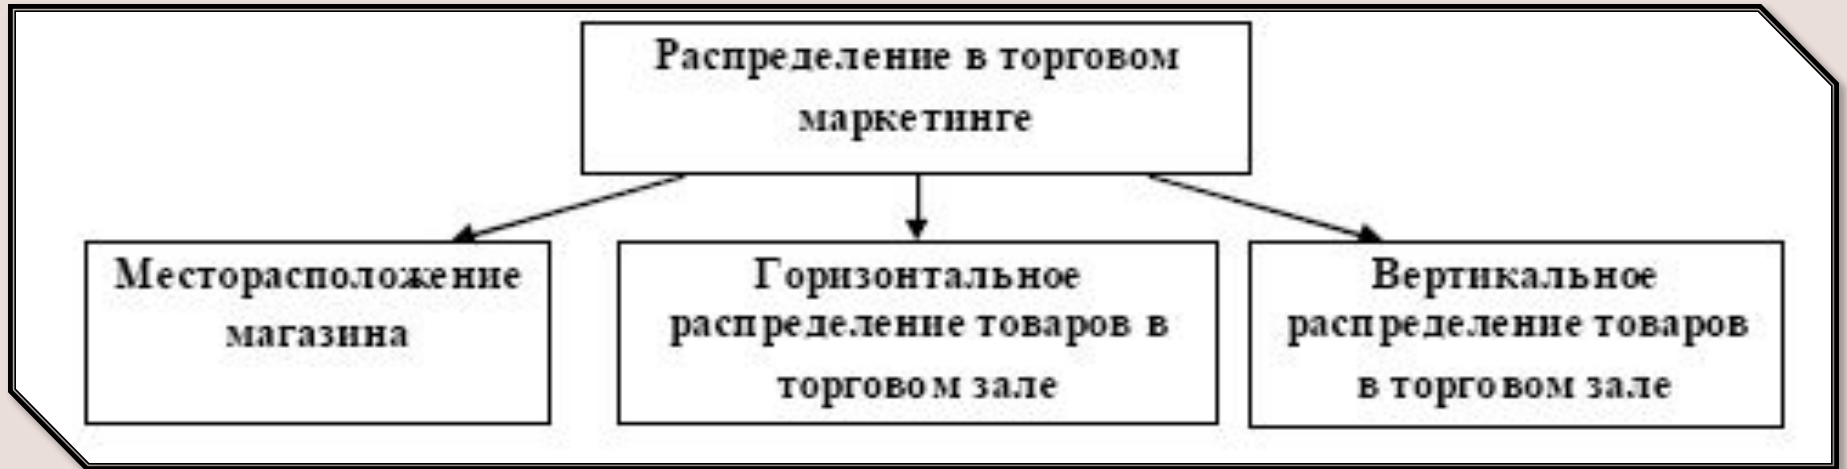 Распределение в торговом
маркетинге
Месторасположение
магазина
Горизонтальное
распределение товаров в
торговом зале
Вертикальное
распределение товаров
в торговом зале